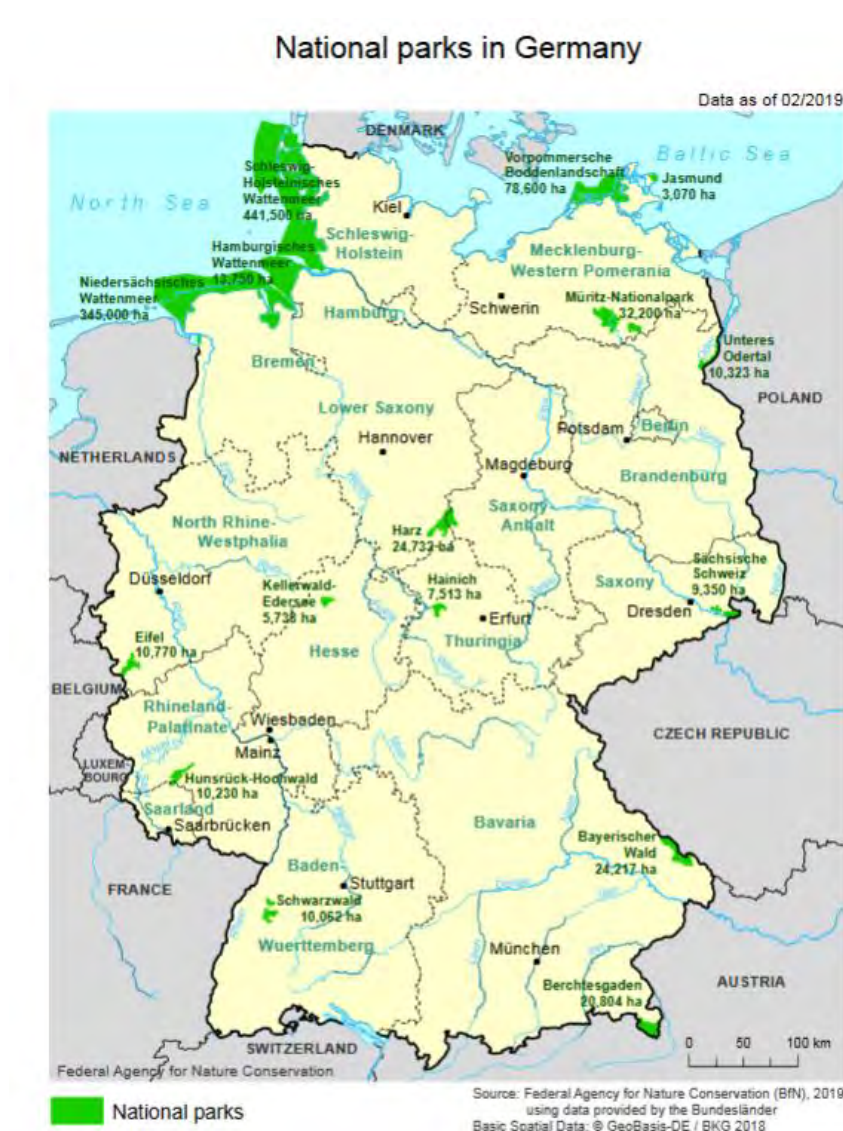 National parks in Germany
Data as of 02/2019
DENMARK
Baltic Sea
North Sea
Schleswig-
Holsteinisches
Wattenmeer
441,500 ha
Vorpommersche
Boddenlandschaft
78,600 ha
Jasmund
3,070 ha
Kiel
Schleswig-
Holstein
Hamburgisches
Wattenmeer
13,750 ha
Mecklenburg-
Western Pomerania
Niedersächsisches
Wattenmeer
345,000 ha
Schwerin
Müritz-Nationalpark
32,200 ha
Hamburg
Unteres
Odertal
10,323 ha
Bremen
POLAND
Lower Saxony
Hannover
Potsdam
Berlin
NETHERLANDS
Magdeburg
Brandenburg
Saxony
Anhalt
North Rhine-
Westphalia
Harz
24,732 ha
Düsseldorf
Kellerwald-
Edersee
5,738 ha
Hainich
7,513 ha
Saxony
Sächsische
Schweiz
9,350 ha
Dresden
Erfurt
Thuringia
Hesse
Eifel
10,770 ha
BELGIUM
Rhineland-
Palatinate
Wiesbaden
Mainz
CZECH REPUBLIC
LUXEM-
BOURG
Hunsrück-Hochwald
10,230 ha
Saarland
Saarbrücken
Bavaria
Bayerischer
Wald
24,217 ha
FRANCE
Baden-
Stuttgart
Schwarzwald
10,062 ha
Wuerttemberg
München
Berchtesgaden
20,804 ha
AUSTRIA
SWITZERLAND
0 50 100 km
Federal Agency for Nature Conservation
National parks
Source: Federal Agency for Nature Conservation (BfN), 2019
using data provided by the Bundesländer
Basic Spatial Data: © GeoBasis-DE / BKG 2018